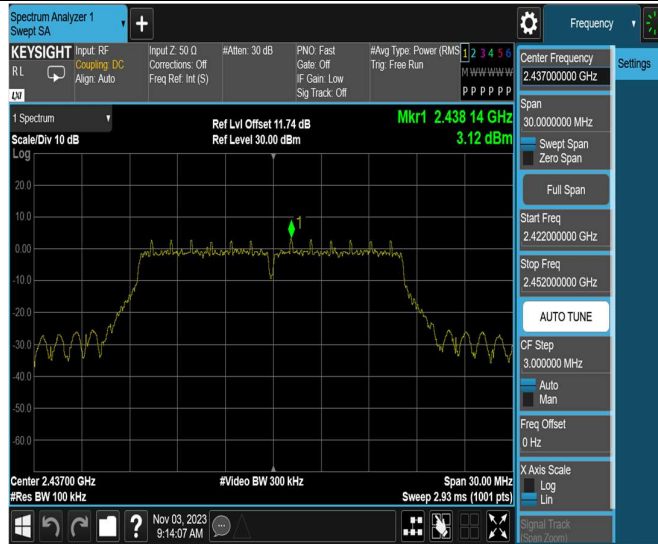 Spectrum Analyzer 1
Swept SA
+
Frequency
KEYSIGHT
R L
LXI
Input: RF
Coupling: DC
Align: Auto
Input Z: 50 Ω
Corrections: Off
Freq Ref: Int (S)
#Atten: 30 dB
PNO: Fast
Gate: Off
IF Gain: Low
Sig Track: Off
#Avg Type: Power (RMS
Trig: Free Run
1 2 3 4 5 6
M W W W W W
P P P P P P
1 Spectrum
Scale/Div 10 dB
Log
Ref Lvl Offset 11.74 dB
Ref Level 30.00 dBm
Mkr1 2.438 14 GHz
3.12 dBm
20.0
10.0
0.00
-10.0
-20.0
-30.0
-40.0
-50.0
-60.0
1
Center 2.43700 GHz
#Res BW 100 kHz
#Video BW 300 kHz
Span 30.00 MHz
Sweep 2.93 ms (1001 pts)
Nov 03, 2023
9:14:07 AM
?
Center Frequency
2.437000000 GHz
Settings
Span
30.0000000 MHz
Swept Span
Zero Span
Full Span
Start Freq
2.422000000 GHz
Stop Freq
2.452000000 GHz
AUTO TUNE
CF Step
3.000000 MHz
Auto
Man
Freq Offset
0 Hz
X Axis Scale
Log
Lin
Signal Track
(Span Zoom)